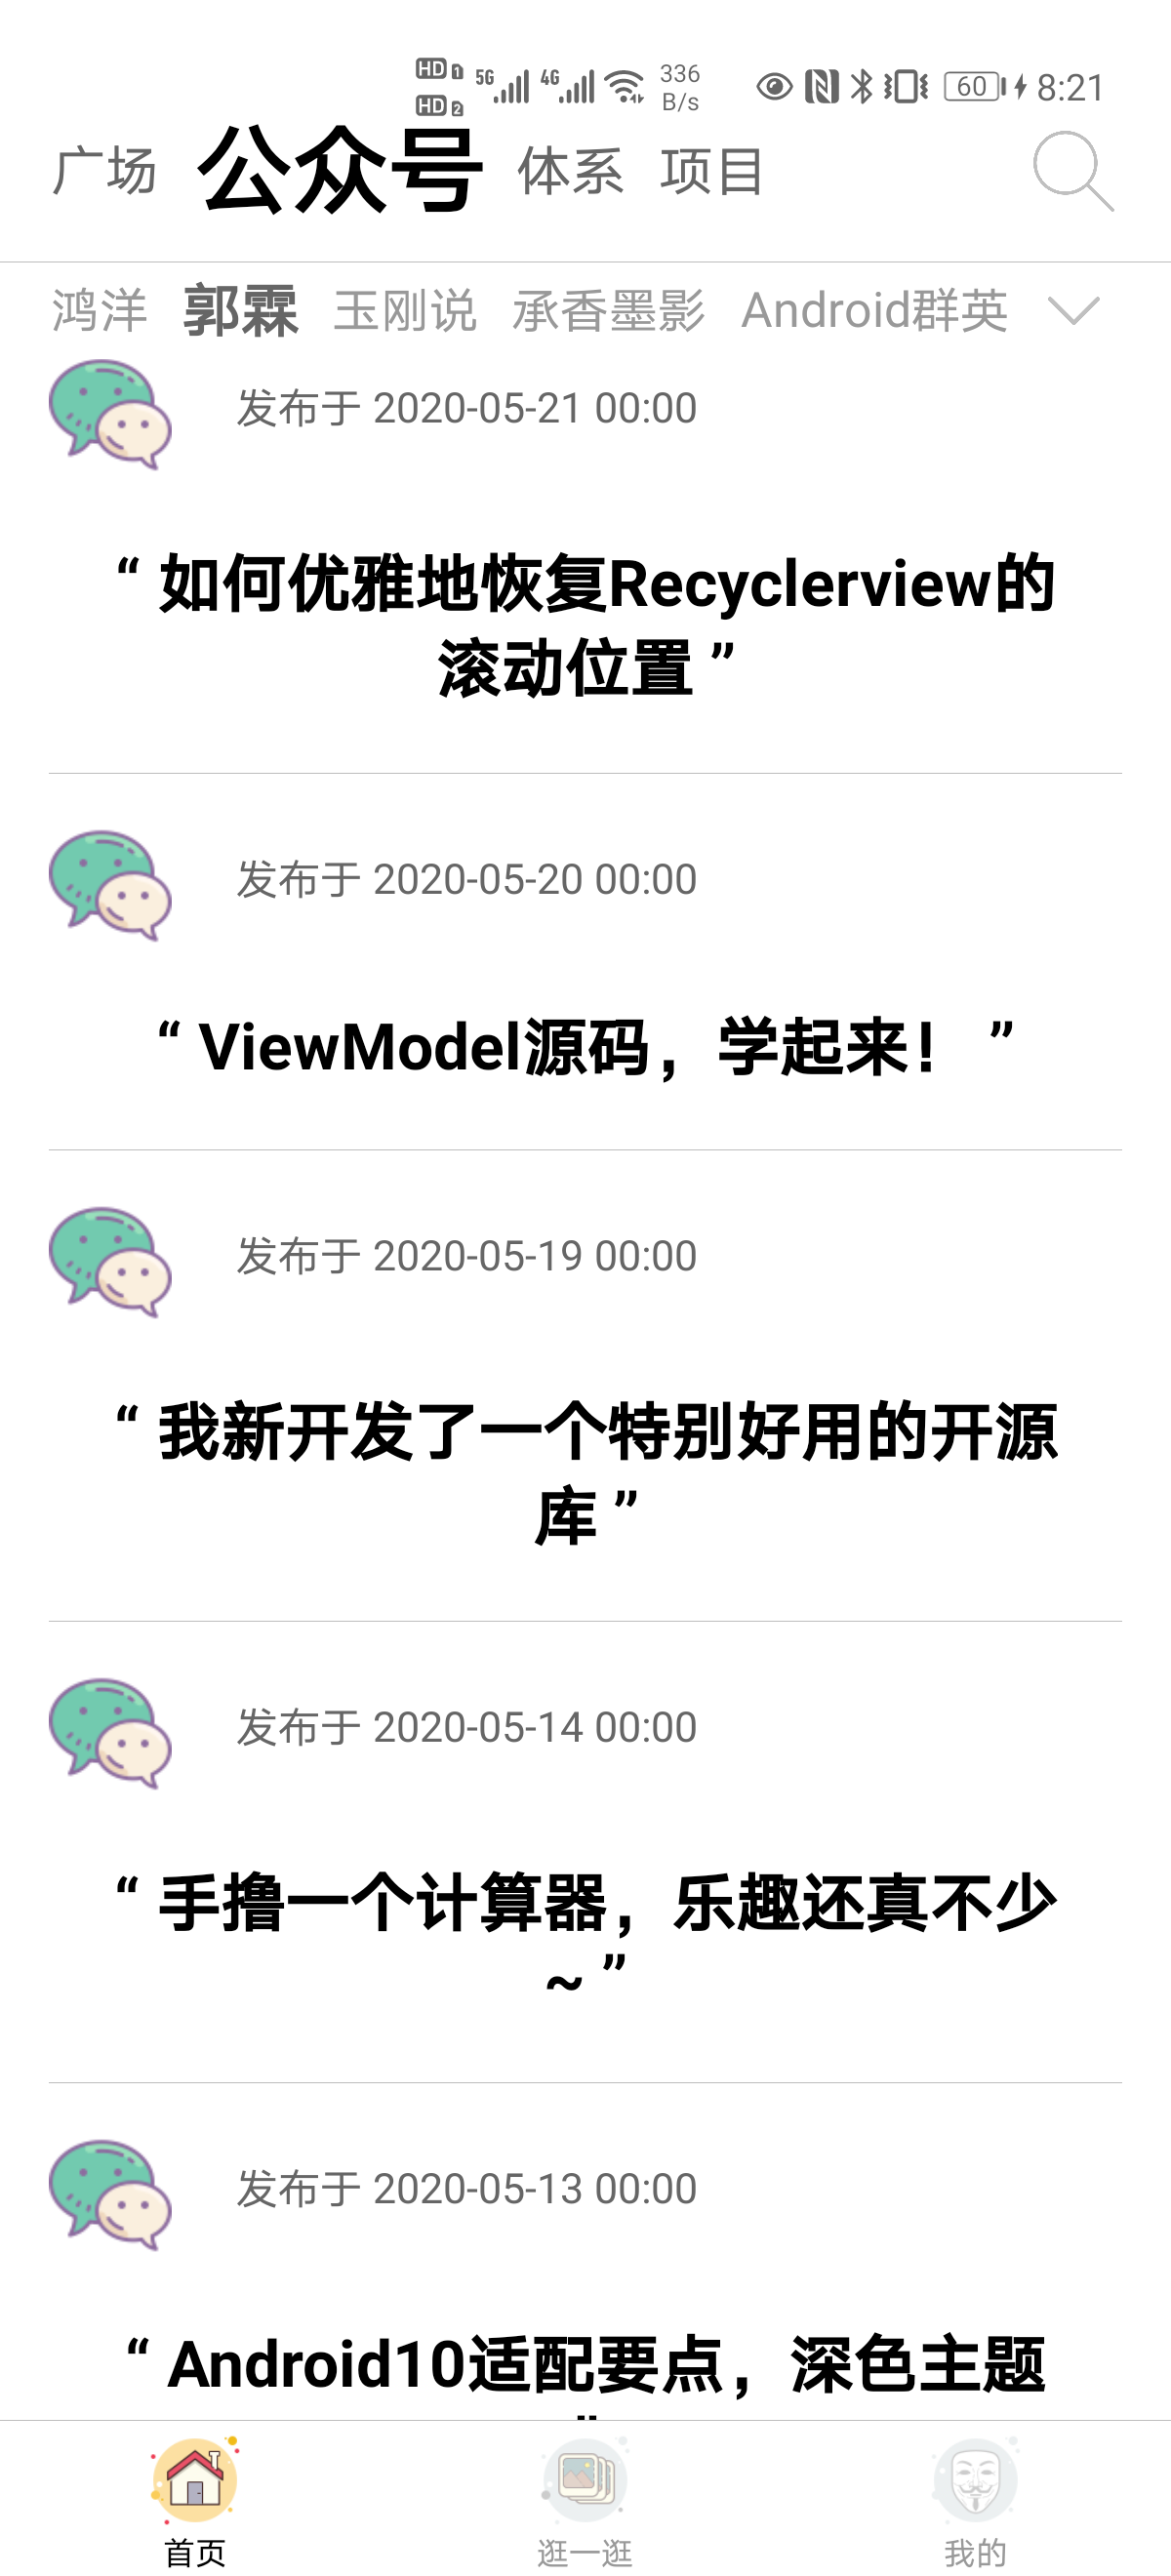 HD 1 5G 4G 336 60 8:21
HD 2 B/s
广场 公众号 体系 项目
鸿洋 郭霖 玉刚说 承香墨影 Android群英
发布于 2020-05-21 00:00
“ 如何优雅地恢复Recyclerview的
滚动位置 ”
发布于 2020-05-20 00:00
“ ViewModel源码，学起来！ ”
发布于 2020-05-19 00:00
“ 我新开发了一个特别好用的开源
库 ”
发布于 2020-05-14 00:00
“ 手撸一个计算器，乐趣还真不少
~ ”
发布于 2020-05-13 00:00
“ Android10适配要点，深色主题
”
首页 逛一逛 我的